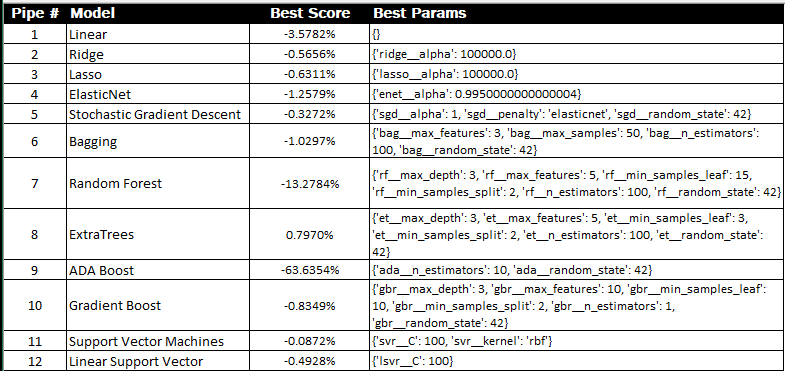 Pipe # Model Best Score Best Params
1 Linear -3.5782% {}
2 Ridge -0.5656% {'ridge__alpha': 100000.0}
3 Lasso -0.6311% {'lasso__alpha': 100000.0}
4 ElasticNet -1.2579% {'enet__alpha': 0.9950000000000004}
5 Stochastic Gradient Descent -0.3272% {'sgd__alpha': 1, 'sgd__penalty': 'elasticnet', 'sgd__random_state': 42}
6 Bagging -1.0297% {'bag__max_features': 3, 'bag__max_samples': 50, 'bag__n_estimators':
100, 'bag__random_state': 42}
7 Random Forest -13.2784% {'rf__max_depth': 3, 'rf__max_features': 5, 'rf__min_samples_leaf': 15,
'rf__min_samples_split': 2, 'rf__n_estimators': 100, 'rf__random_state': 42}
8 ExtraTrees 0.7970% {'et__max_depth': 3, 'et__max_features': 5, 'et__min_samples_leaf': 3,
'et__min_samples_split': 2, 'et__n_estimators': 100, 'et__random_state':
42}
9 ADA Boost -63.6354% {'ada__n_estimators': 10, 'ada__random_state': 42}
10 Gradient Boost -0.8349% {'gbr__max_depth': 3, 'gbr__max_features': 10, 'gbr__min_samples_leaf':
10, 'gbr__min_samples_split': 2, 'gbr__n_estimators': 1,
'gbr__random_state': 42}
11 Support Vector Machines -0.0872% {'svr__C': 100, 'svr__kernel': 'rbf'}
12 Linear Support Vector -0.4928% {'lsvr__C': 100}